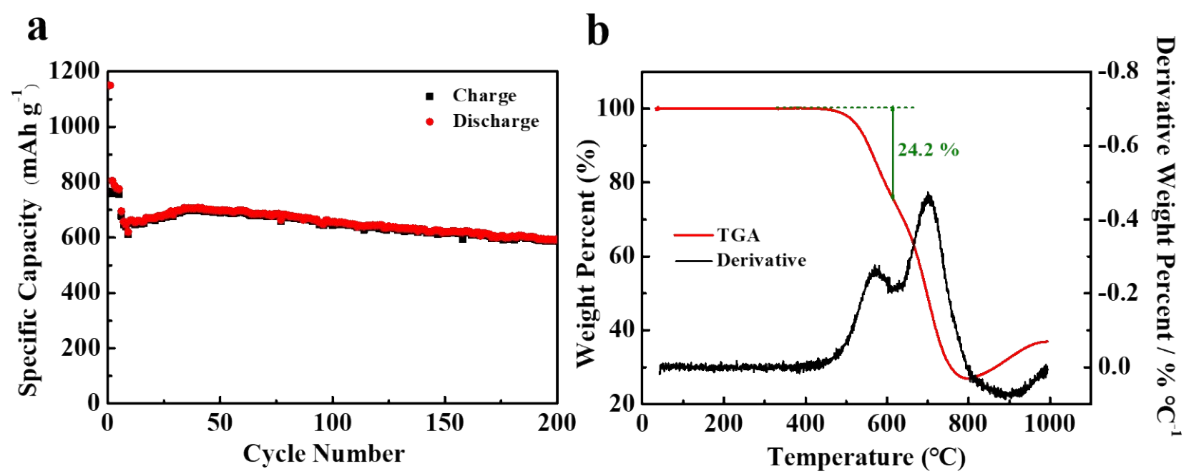 a
Specific Capacity (mAh g-1)
1200
1000
800
600
400
200
0
Charge
Discharge
0
50
100
150
200
Cycle Number
b
Weight Percent (%)
100
80
60
40
20
24.2 %
TGA
Derivative
0
200
400
600
800
1000
Temperature (°C)
-0.8
-0.6
-0.4
-0.2
0.0
Derivative Weight Percent / % °C-1